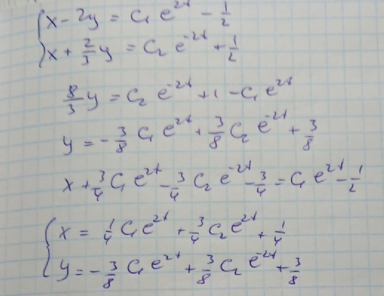 { x - 2y = C₁ e^{2t} - 1/2
x + 2/3 y = C₂ e^{-2t} + 1/2
8/3 y = C₂ e^{-2t} + 1 - C₁ e^{2t}
y = - 3/8 C₁ e^{2t} + 3/8 C₂ e^{-2t} + 3/8
x + 3/4 C₁ e^{2t} - 3/4 C₂ e^{-2t} - 3/4 = C₁ e^{2t} - 1/2
{ x = 1/4 C₁ e^{2t} + 3/4 C₂ e^{-2t} + 1/4
y = - 3/8 C₁ e^{2t} + 3/8 C₂ e^{-2t} + 3/8